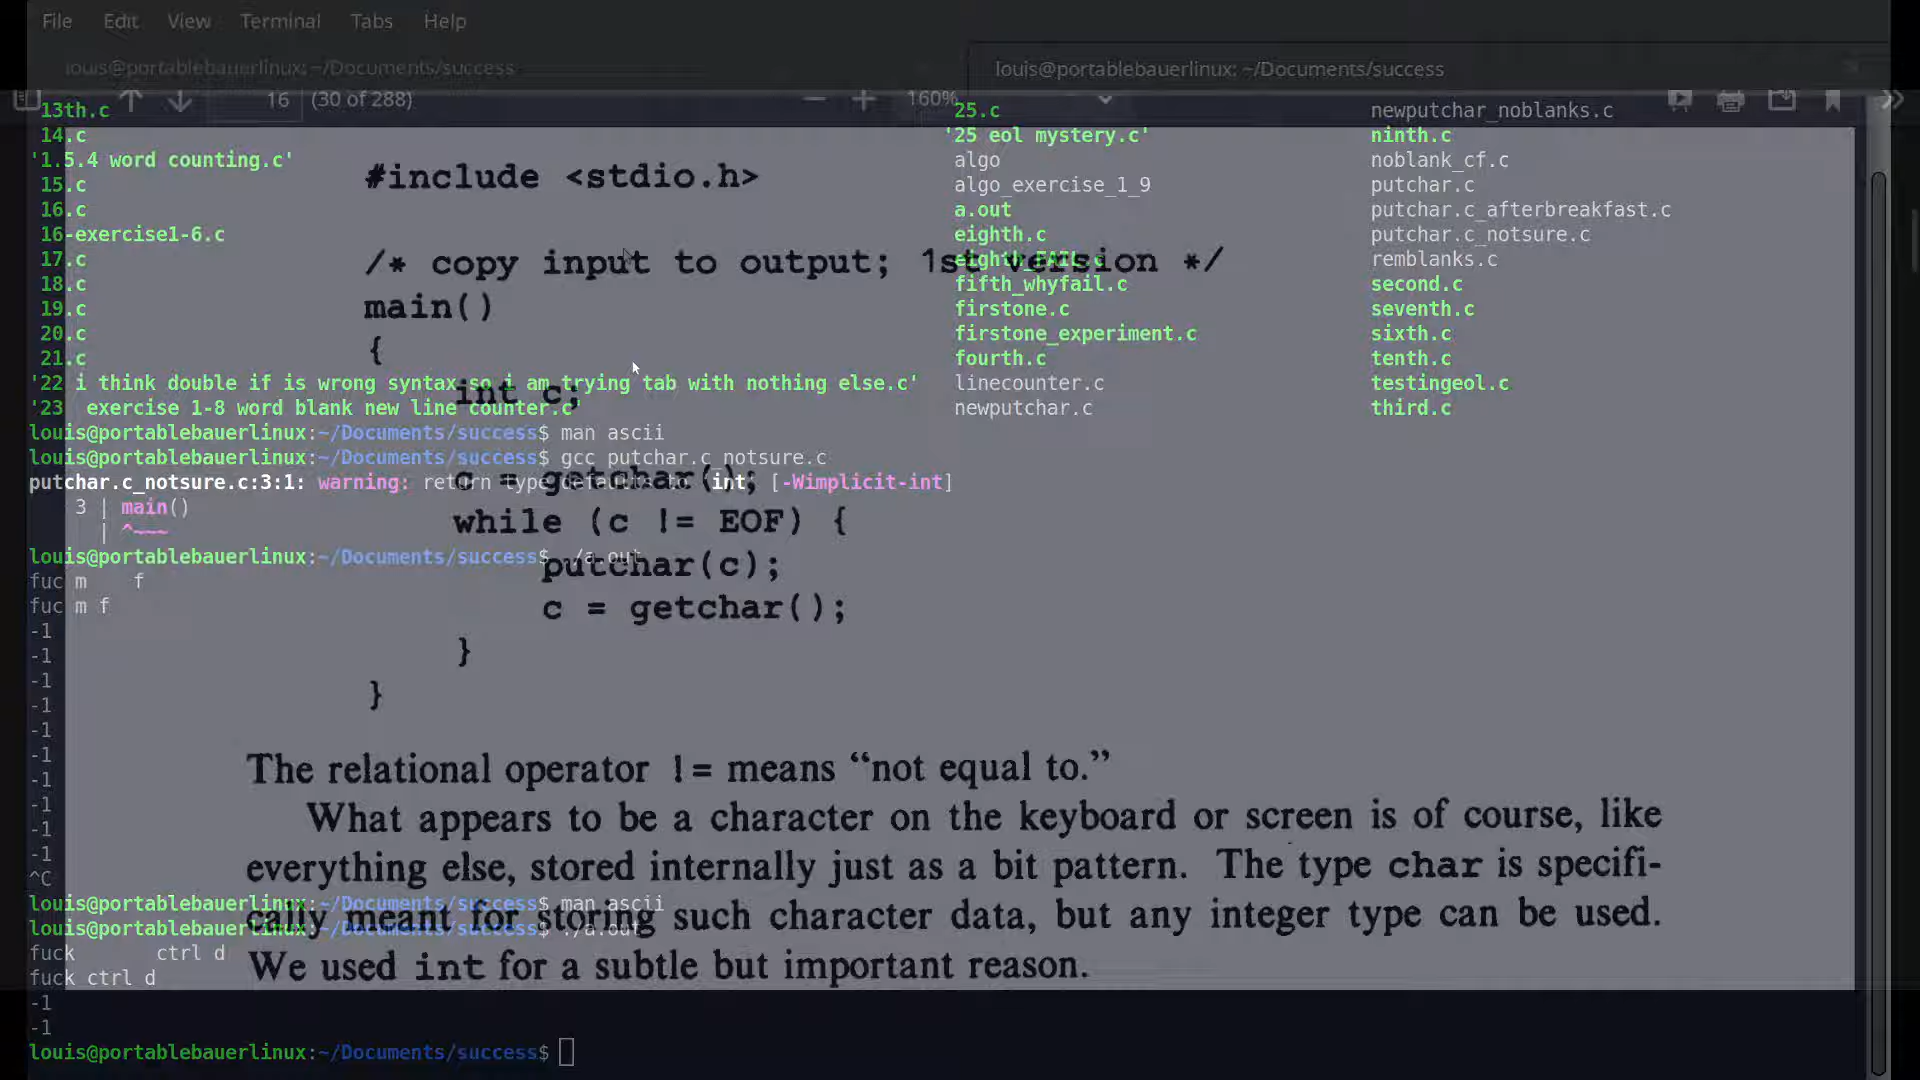 File Edit View Terminal Tabs Help
louis@portablebauerlinux: ~/Documents/success
louis@portablebauerlinux: ~/Documents/success
16 (30 of 288) 160%
13th.c 25.c newputchar_noblanks.c
14.c '25 eol mystery.c' ninth.c
'1.5.4 word counting.c' algo noblank_cf.c
15.c algo_exercise_1_9 putchar.c
16.c a.out putchar.c_afterbreakfast.c
16-exercise1-6.c eighth.c putchar.c_notsure.c
17.c eighth_FAIL.c remblanks.c
18.c fifth_whyfail.c second.c
19.c firstone.c seventh.c
20.c firstone_experiment.c sixth.c
21.c fourth.c tenth.c
'22 i think double if is wrong syntax so i am trying tab with nothing else.c' linecounter.c testingeol.c
'23 exercise 1-8 word blank new line counter.c' newputchar.c third.c
louis@portablebauerlinux:~/Documents/success$ man ascii
louis@portablebauerlinux:~/Documents/success$ gcc putchar.c_notsure.c
putchar.c_notsure.c:3:1: warning: return type defaults to 'int' [-Wimplicit-int]
3 | main()
| ^~~~
louis@portablebauerlinux:~/Documents/success$ ./a.out
fuc m    f
fuc m f
-1
-1
-1
-1
-1
-1
-1
-1
-1
-1
^C
louis@portablebauerlinux:~/Documents/success$ man ascii
louis@portablebauerlinux:~/Documents/success$ ./a.out
fuck       ctrl d
fuck ctrl d
-1
-1
louis@portablebauerlinux:~/Documents/success$
#include <stdio.h>
/* copy input to output; 1st version */
main()
{
int c;
c = getchar();
while (c != EOF) {
putchar(c);
c = getchar();
}
}
The relational operator != means “not equal to.”
What appears to be a character on the keyboard or screen is of course, like
everything else, stored internally just as a bit pattern. The type char is specifi-
cally meant for storing such character data, but any integer type can be used.
We used int for a subtle but important reason.